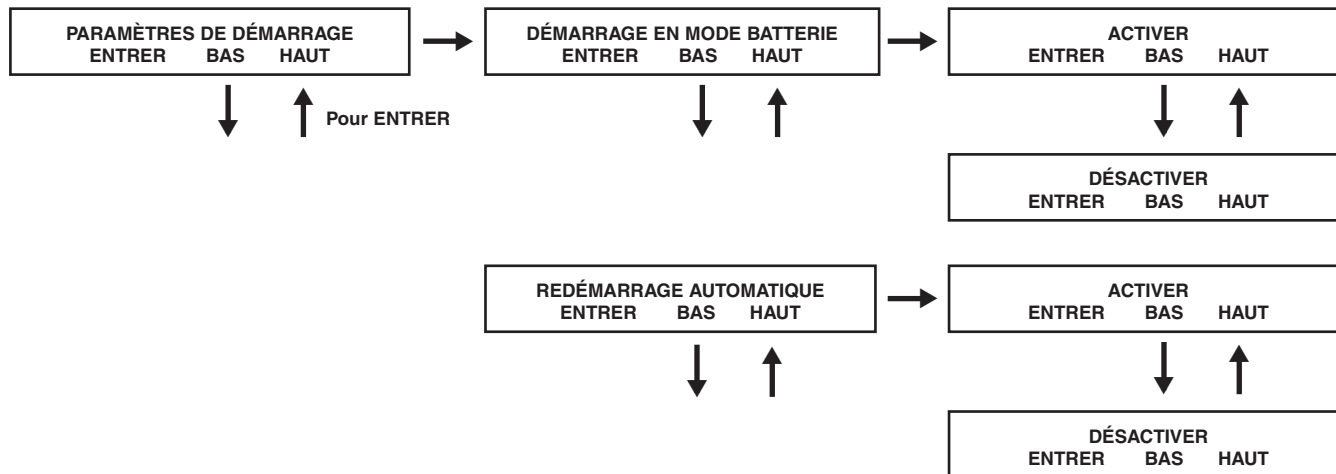 PARAMÈTRES DE DÉMARRAGE
ENTRER BAS HAUT
DÉMARRAGE EN MODE BATTERIE
ENTRER BAS HAUT
ACTIVER
ENTRER BAS HAUT
Pour ENTRER
DÉSACTIVER
ENTRER BAS HAUT
REDÉMARRAGE AUTOMATIQUE
ENTRER BAS HAUT
ACTIVER
ENTRER BAS HAUT
DÉSACTIVER
ENTRER BAS HAUT